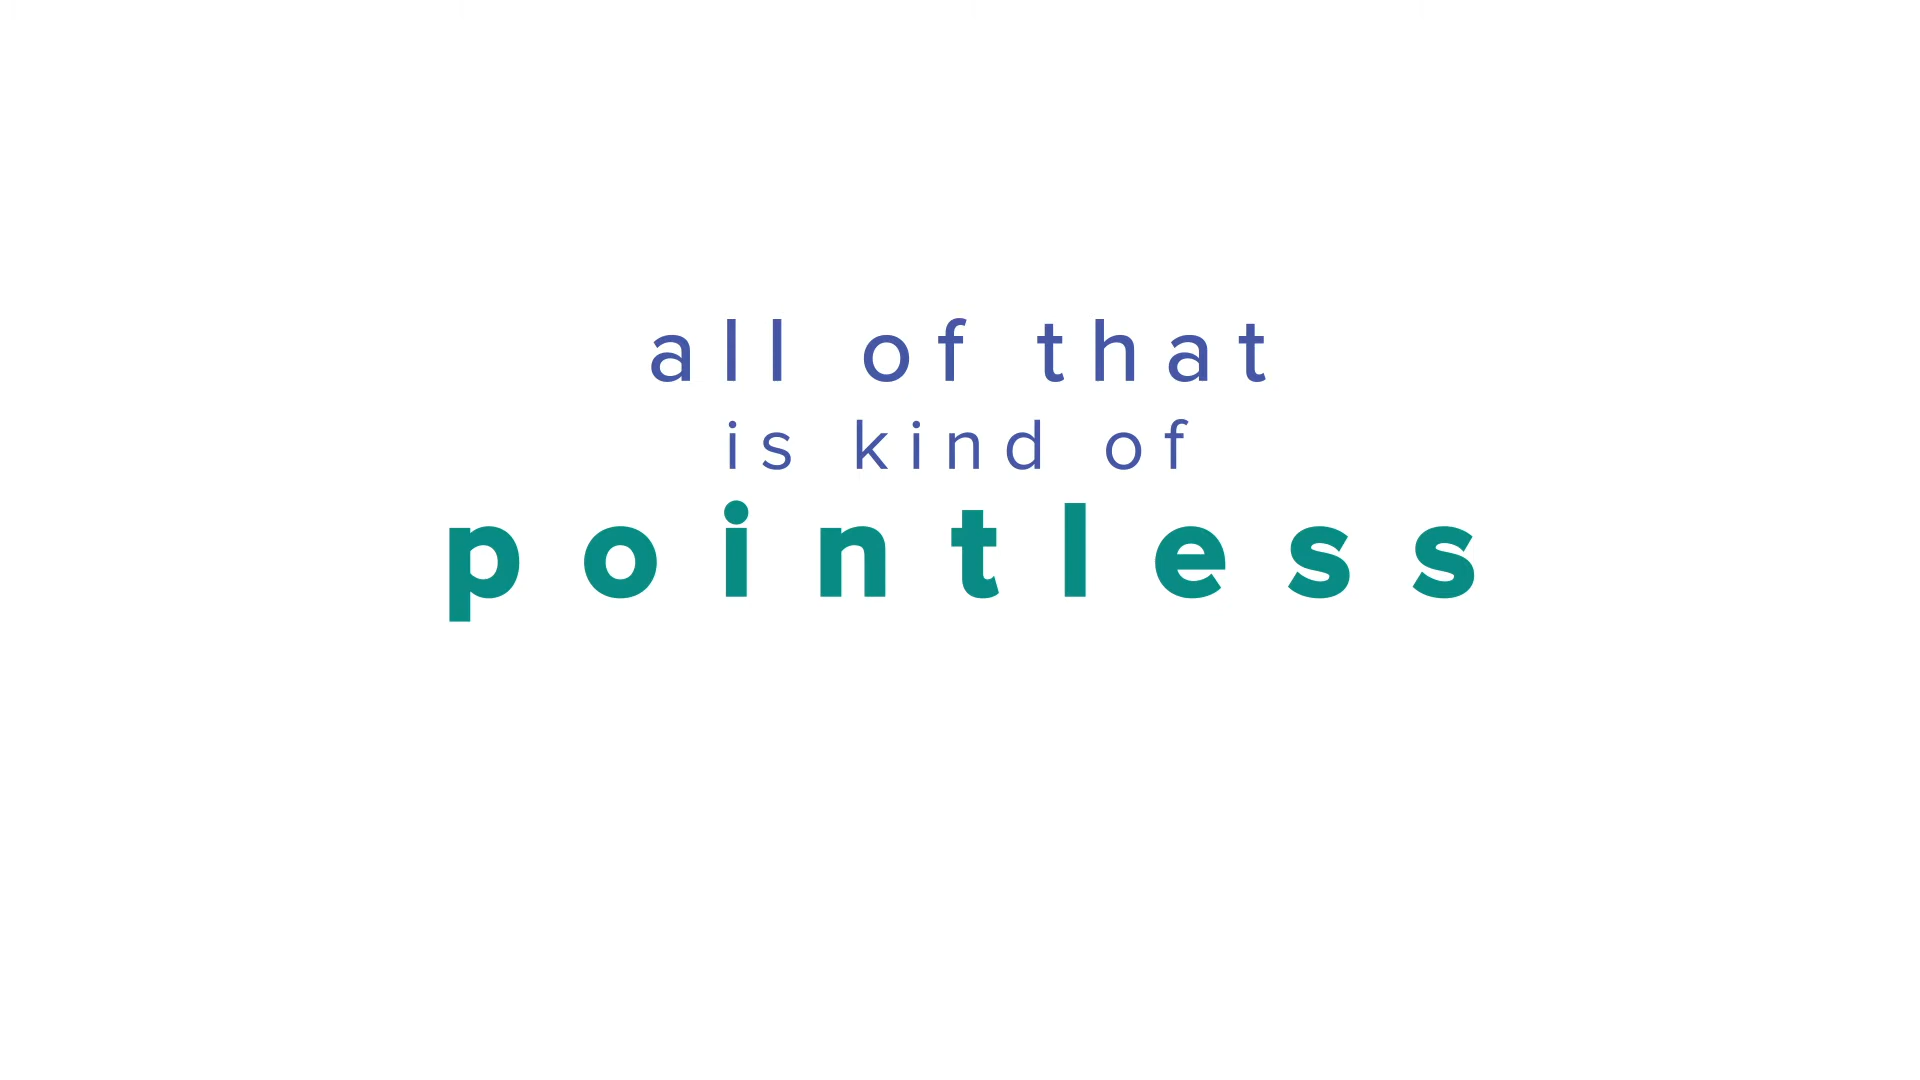 all of that
is kind of
pointless